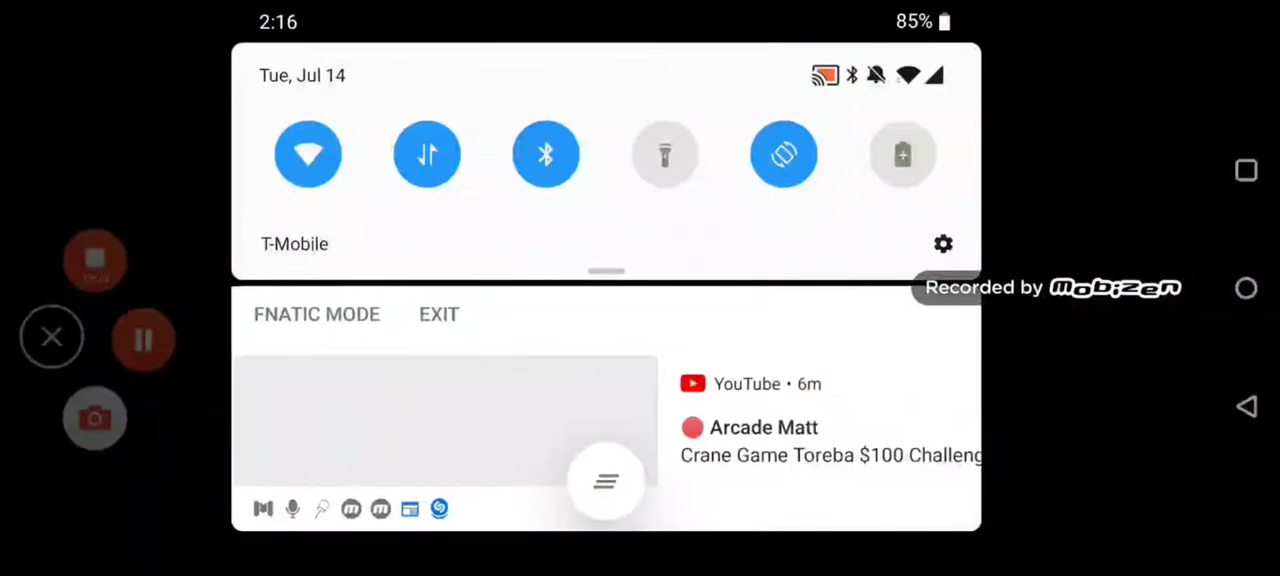 2:16
85%
Tue, Jul 14
T-Mobile
Recorded by mobizen
FNATIC MODE EXIT
YouTube • 6m
Arcade Matt
Crane Game Toreba $100 Challeng